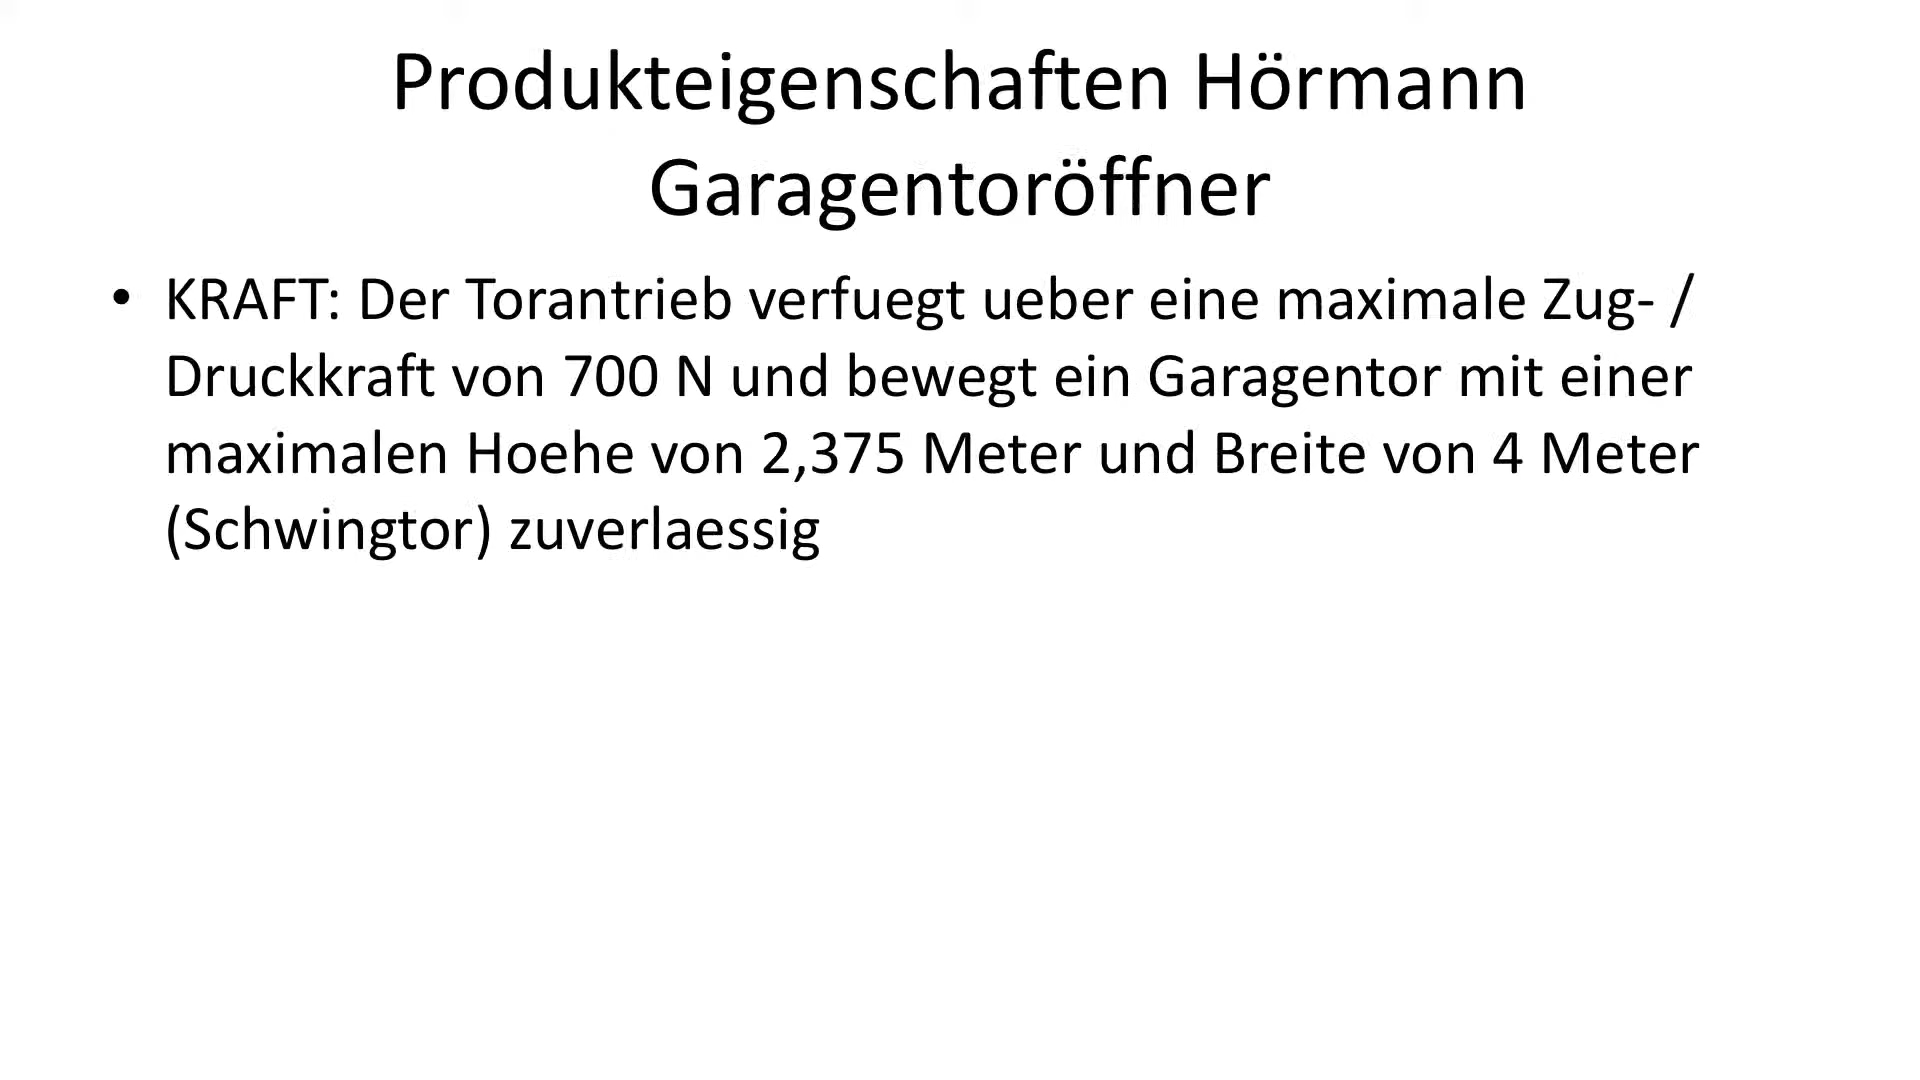 Produkteigenschaften Hörmann
Garagentoröffner
• KRAFT: Der Torantrieb verfuegt ueber eine maximale Zug- /
Druckkraft von 700 N und bewegt ein Garagentor mit einer
maximalen Hoehe von 2,375 Meter und Breite von 4 Meter
(Schwingtor) zuverlaessig